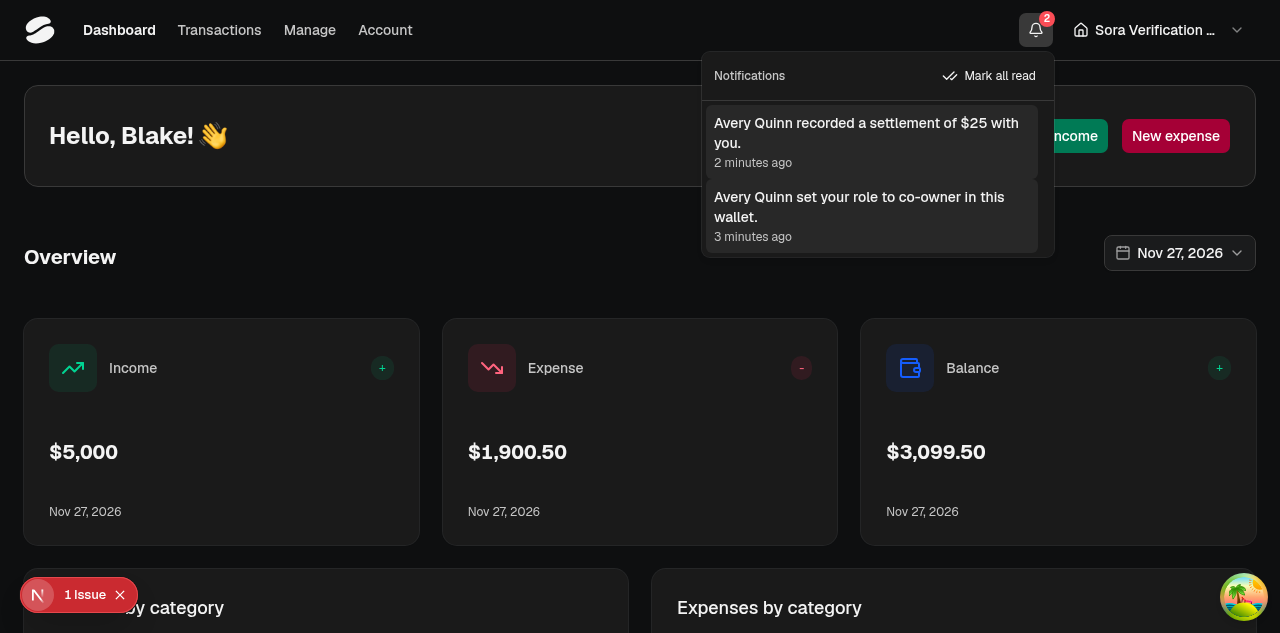 Dashboard
Transactions
Manage
Account
2
Sora Verification ...
Notifications
Mark all read
Avery Quinn recorded a settlement of $25 with
you.
2 minutes ago
Avery Quinn set your role to co-owner in this
wallet.
3 minutes ago
Hello, Blake! 👋
ncome
New expense
Overview
Nov 27, 2026
Income
+
$5,000
Nov 27, 2026
Expense
-
$1,900.50
Nov 27, 2026
Balance
+
$3,099.50
Nov 27, 2026
by category
Expenses by category
N
1 Issue